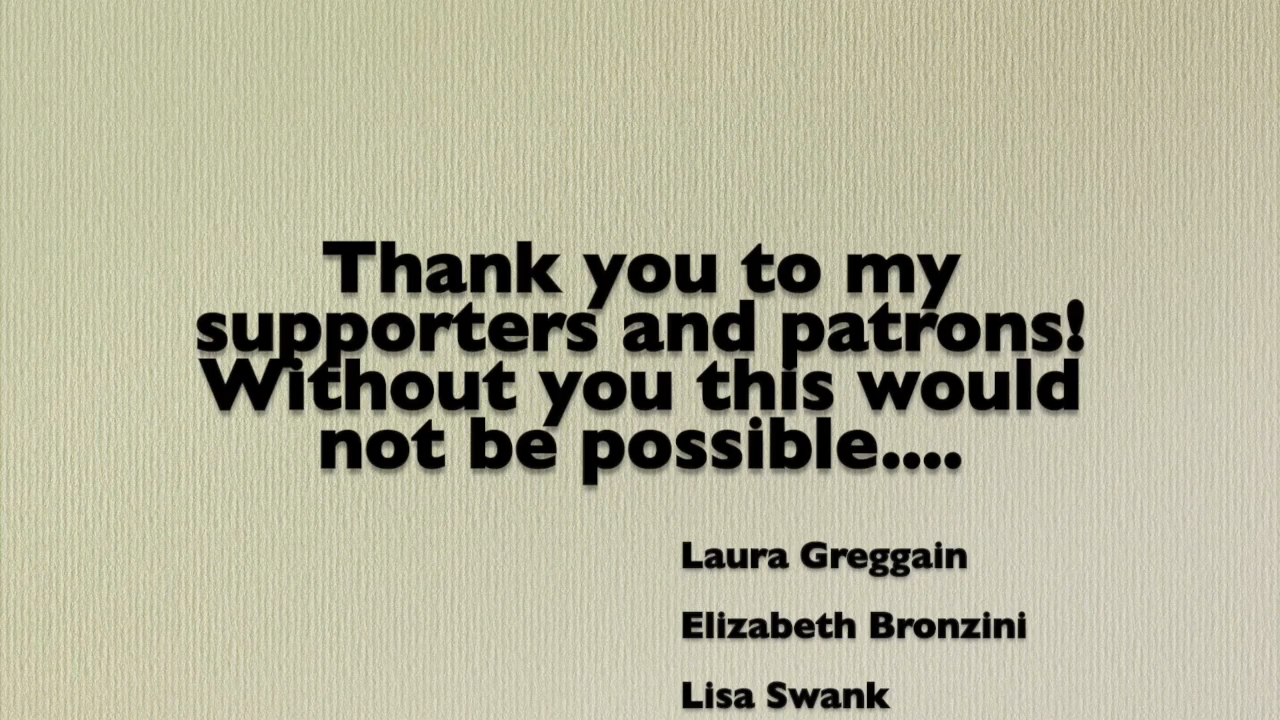 Thank you to my
supporters and patrons!
Without you this would
not be possible....
Laura Greggain
Elizabeth Bronzini
Lisa Swank